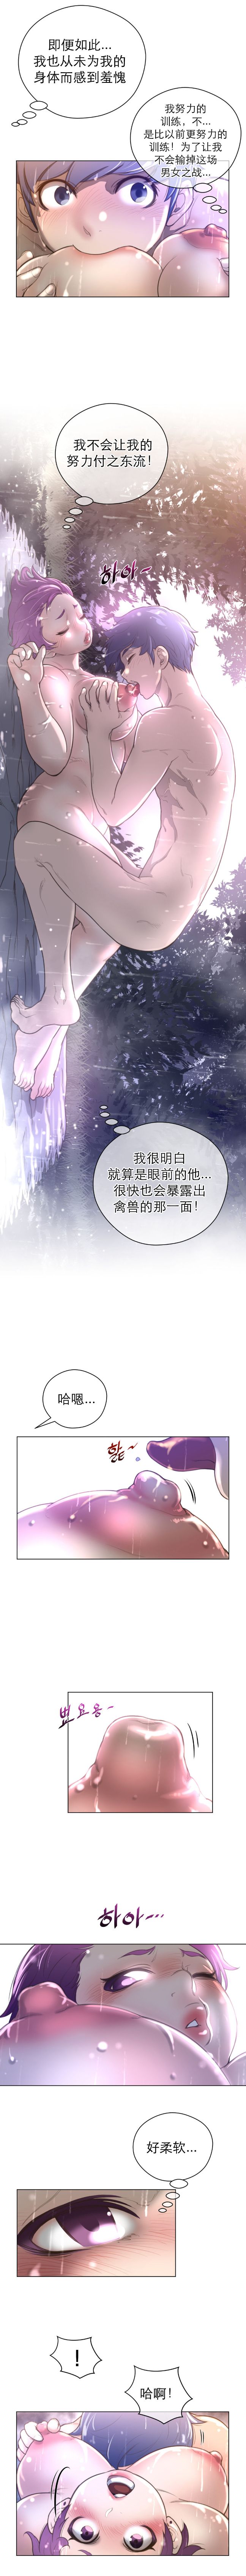 即便如此...
我也从未为我的
身体而感到羞愧
我努力的
训练，不...
是比以前更努力的
训练！为了让我
不会输掉这场
男女之战...
我不会让我的
努力付之东流！
하아~
我很明白
就算是眼前的他...
很快也会暴露出
禽兽的那一面！
哈嗯...
할
뾰요옹~
하아...
好柔软...
！
哈啊！